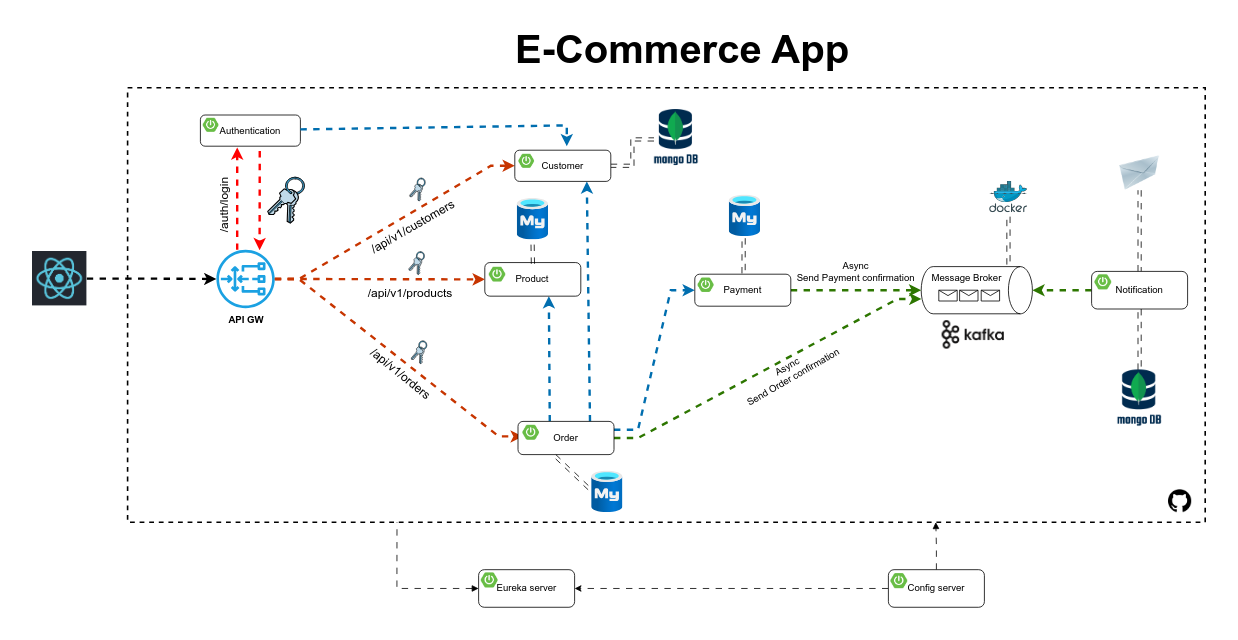 E-Commerce App
Authentication
Customer
mongo DB
/auth/login
/api/v1/customers
My
My
docker
API GW
Product
/api/v1/products
Payment
Async
Send Payment confirmation
Message Broker
kafka
Notification
/api/v1/orders
Async
Send Order confirmation
mongo DB
Order
My
Eureka server
Config server